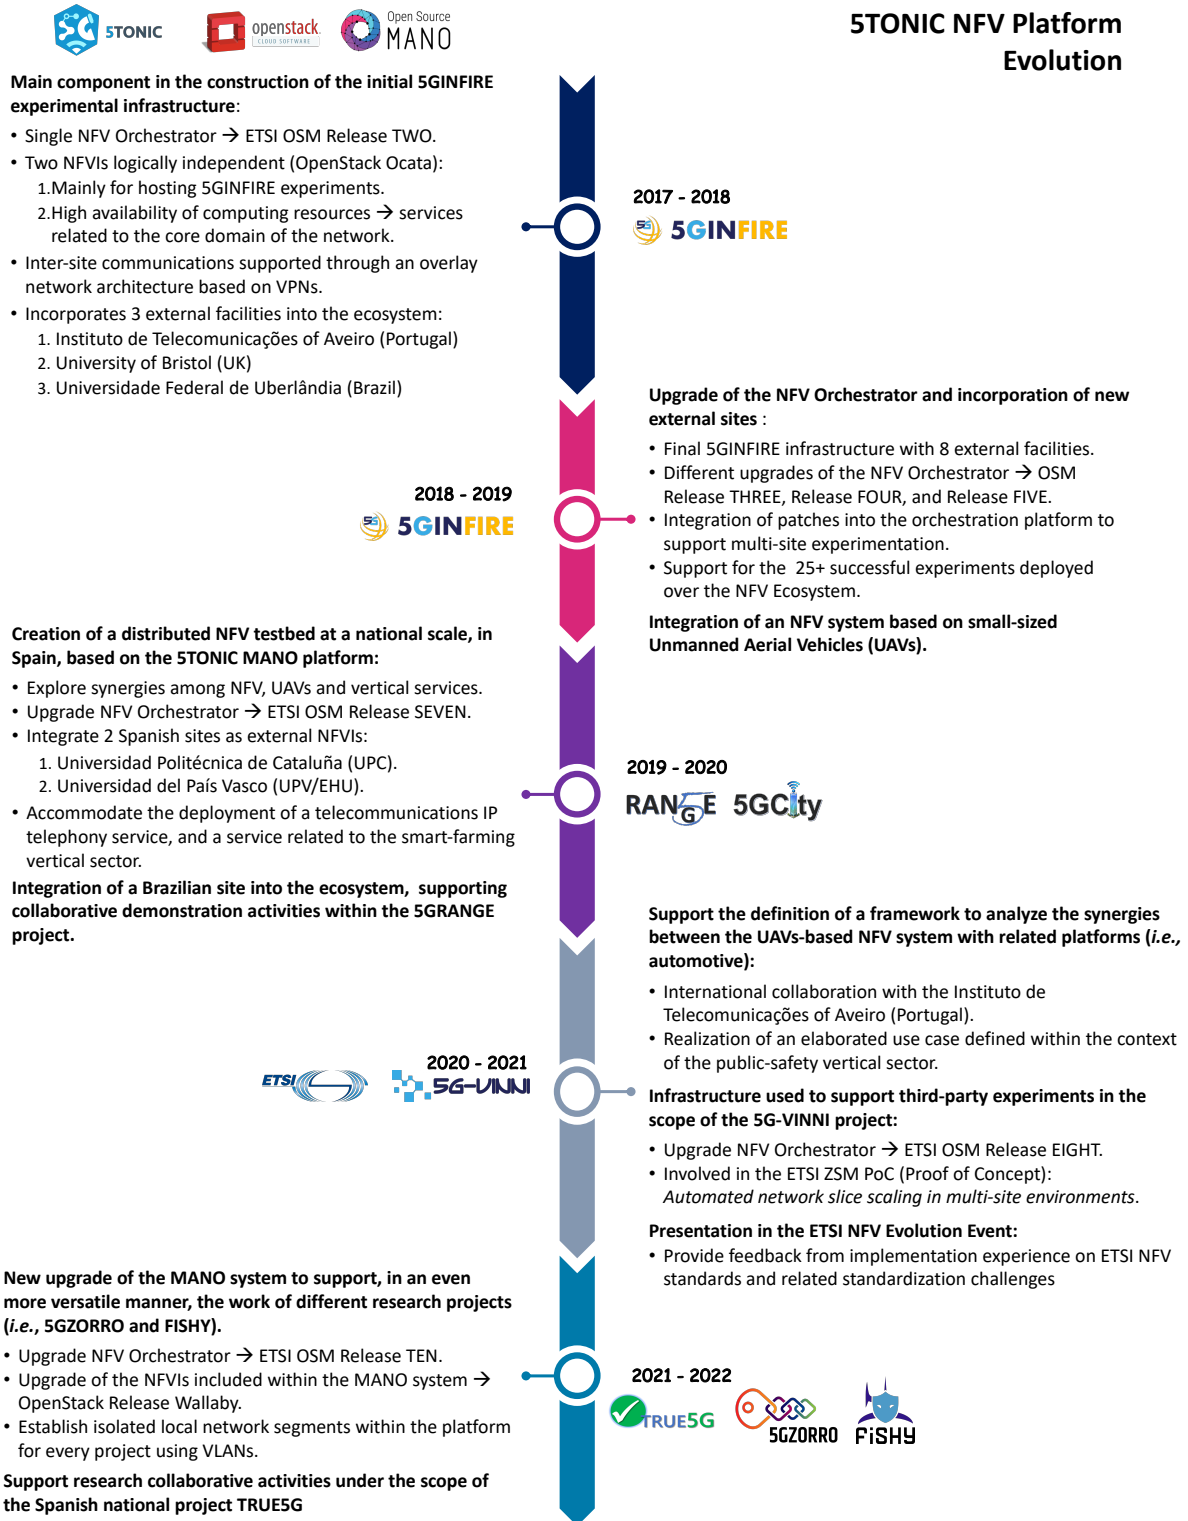 5G 5TONIC
openstack.
CLOUD SOFTWARE
Open Source
MANO
5TONIC NFV Platform
Evolution
Main component in the construction of the initial 5GINFIRE
experimental infrastructure:
• Single NFV Orchestrator → ETSI OSM Release TWO.
• Two NFVIs logically independent (OpenStack Ocata):
1.Mainly for hosting 5GINFIRE experiments.
2.High availability of computing resources → services
related to the core domain of the network.
• Inter-site communications supported through an overlay
network architecture based on VPNs.
• Incorporates 3 external facilities into the ecosystem:
1. Instituto de Telecomunicações of Aveiro (Portugal)
2. University of Bristol (UK)
3. Universidade Federal de Uberlândia (Brazil)
2017 - 2018
5G 5GINFIRE
Upgrade of the NFV Orchestrator and incorporation of new
external sites :
• Final 5GINFIRE infrastructure with 8 external facilities.
• Different upgrades of the NFV Orchestrator → OSM
Release THREE, Release FOUR, and Release FIVE.
• Integration of patches into the orchestration platform to
support multi-site experimentation.
• Support for the 25+ successful experiments deployed
over the NFV Ecosystem.
Integration of an NFV system based on small-sized
Unmanned Aerial Vehicles (UAVs).
2018 - 2019
5G 5GINFIRE
Creation of a distributed NFV testbed at a national scale, in
Spain, based on the 5TONIC MANO platform:
• Explore synergies among NFV, UAVs and vertical services.
• Upgrade NFV Orchestrator → ETSI OSM Release SEVEN.
• Integrate 2 Spanish sites as external NFVIs:
1. Universidad Politécnica de Cataluña (UPC).
2. Universidad del País Vasco (UPV/EHU).
• Accommodate the deployment of a telecommunications IP
telephony service, and a service related to the smart-farming
vertical sector.
Integration of a Brazilian site into the ecosystem, supporting
collaborative demonstration activities within the 5GRANGE
project.
2019 - 2020
RAN5GE 5GCity
Support the definition of a framework to analyze the synergies
between the UAVs-based NFV system with related platforms (i.e.,
automotive):
• International collaboration with the Instituto de
Telecomunicações of Aveiro (Portugal).
• Realization of an elaborated use case defined within the context
of the public-safety vertical sector.
Infrastructure used to support third-party experiments in the
scope of the 5G-VINNI project:
• Upgrade NFV Orchestrator → ETSI OSM Release EIGHT.
• Involved in the ETSI ZSM PoC (Proof of Concept):
Automated network slice scaling in multi-site environments.
Presentation in the ETSI NFV Evolution Event:
• Provide feedback from implementation experience on ETSI NFV
standards and related standardization challenges
2020 - 2021
ETSI 5G-VINNI
New upgrade of the MANO system to support, in an even
more versatile manner, the work of different research projects
(i.e., 5GZORRO and FISHY).
• Upgrade NFV Orchestrator → ETSI OSM Release TEN.
• Upgrade of the NFVIs included within the MANO system →
OpenStack Release Wallaby.
• Establish isolated local network segments within the platform
for every project using VLANs.
Support research collaborative activities under the scope of
the Spanish national project TRUE5G
2021 - 2022
TRUE5G 5GZORRO FiSHY